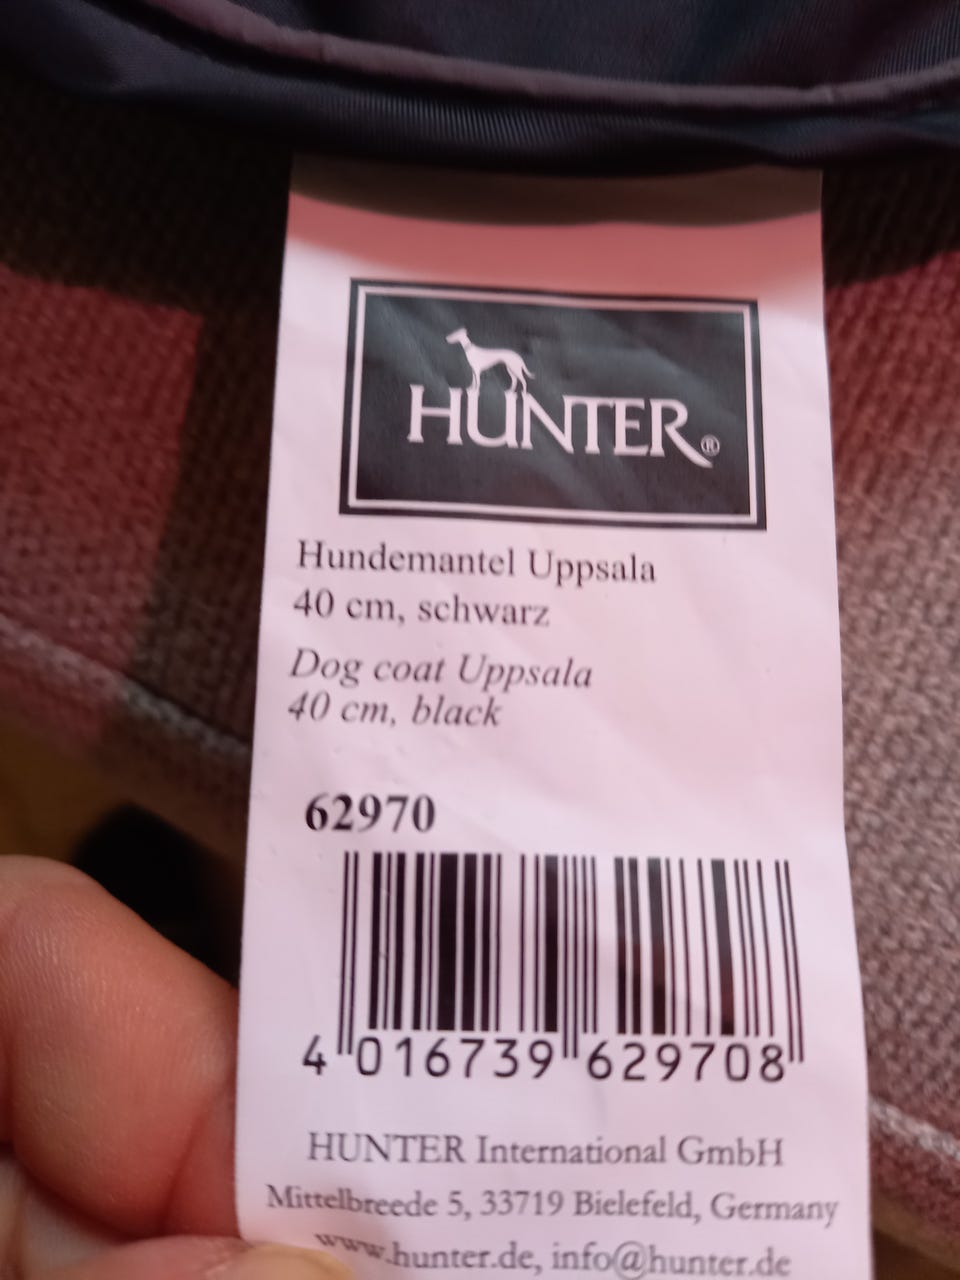 HUNTER®
Hundemantel Uppsala
40 cm, schwarz
Dog coat Uppsala
40 cm, black
62970
4 016739 629708
HUNTER International GmbH
Mittelbreede 5, 33719 Bielefeld, Germany
www.hunter.de, info@hunter.de